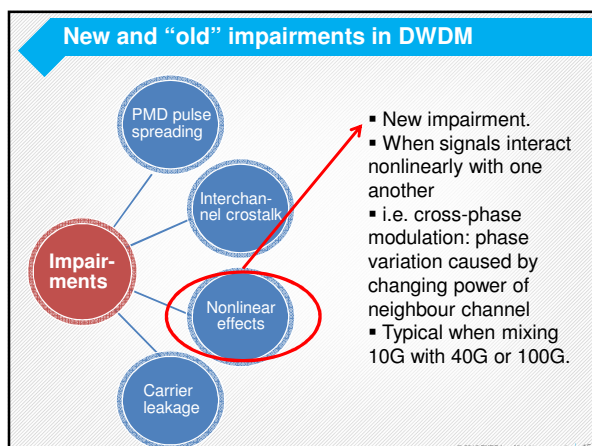 New and “old” impairments in DWDM
PMD pulse
spreading
Interchan-
nel crostalk
Impair-
ments
Nonlinear
effects
Carrier
leakage
▪ New impairment.
▪ When signals interact
nonlinearly with one
another
▪ i.e. cross-phase
modulation: phase
variation caused by
changing power of
neighbour channel
▪ Typical when mixing
10G with 40G or 100G.